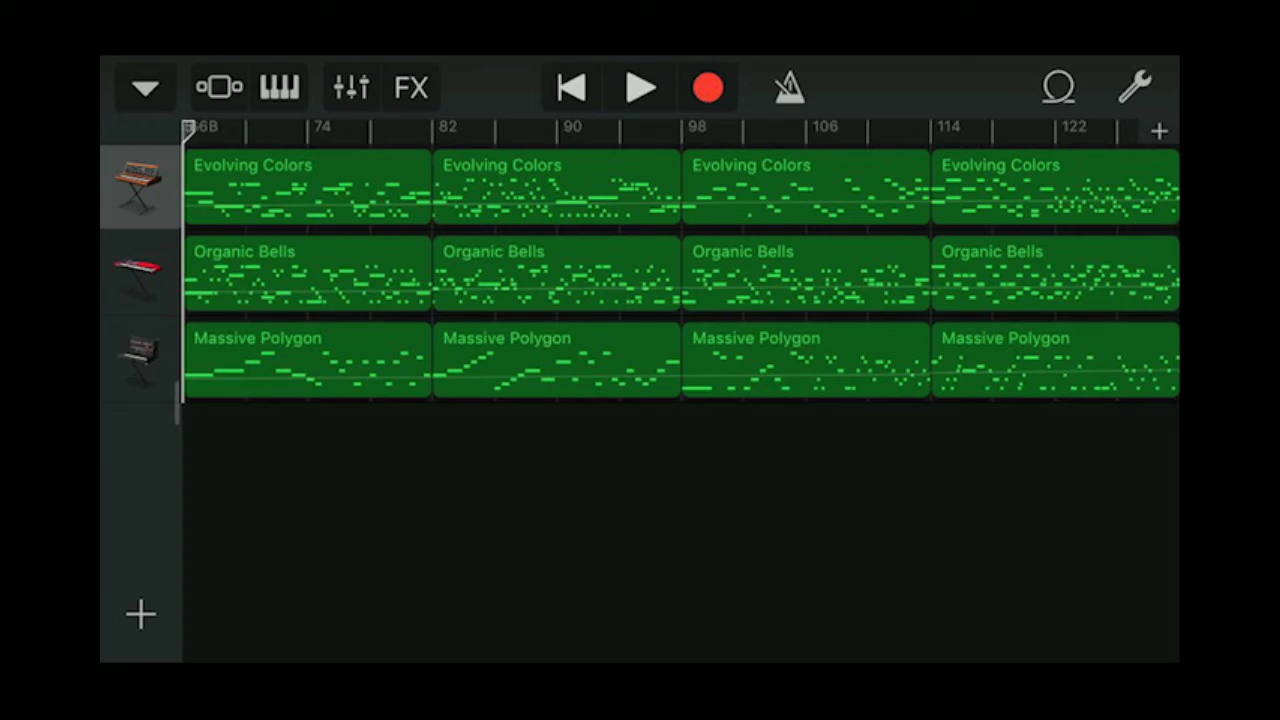 FX
74 82 90 98 106 114 122
Evolving Colors Evolving Colors Evolving Colors Evolving Colors
Organic Bells Organic Bells Organic Bells Organic Bells
Massive Polygon Massive Polygon Massive Polygon Massive Polygon